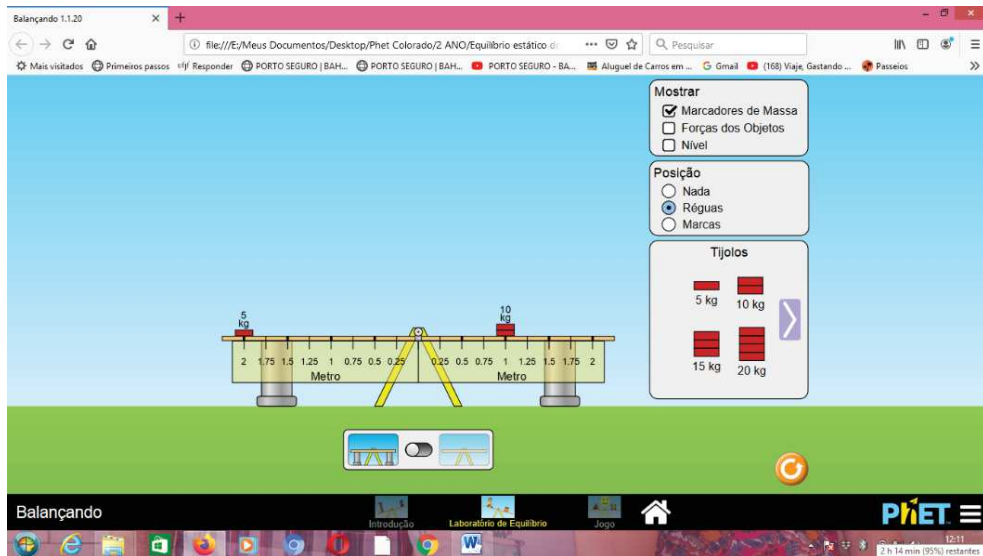 Balançando 1.1.20
file:///E:/Meus Documentos/Desktop/Phet Colorado/2 ANO/Equilíbrio estático d
Pesquisar
Mais visitados Primeiros passos Responder PORTO SEGURO | BAH... PORTO SEGURO | BAH... PORTO SEGURO - BA... Aluguel de Carros em ... Gmail (168) Viaje, Gastando ... Passeios
Mostrar
Marcadores de Massa
Forças dos Objetos
Nível
Posição
Nada
Réguas
Marcas
Tijolos
5 kg 10 kg
15 kg 20 kg
5
kg
10
kg
2 1.75 1.5 1.25 1 0.75 0.5 0.25 0.25 0.5 0.75 1 1.25 1.5 1.75 2
Metro Metro
Balançando
Introdução
Laboratório de Equilíbrio
Jogo
PhET
12:11
2 h 14 min (95%) restantes